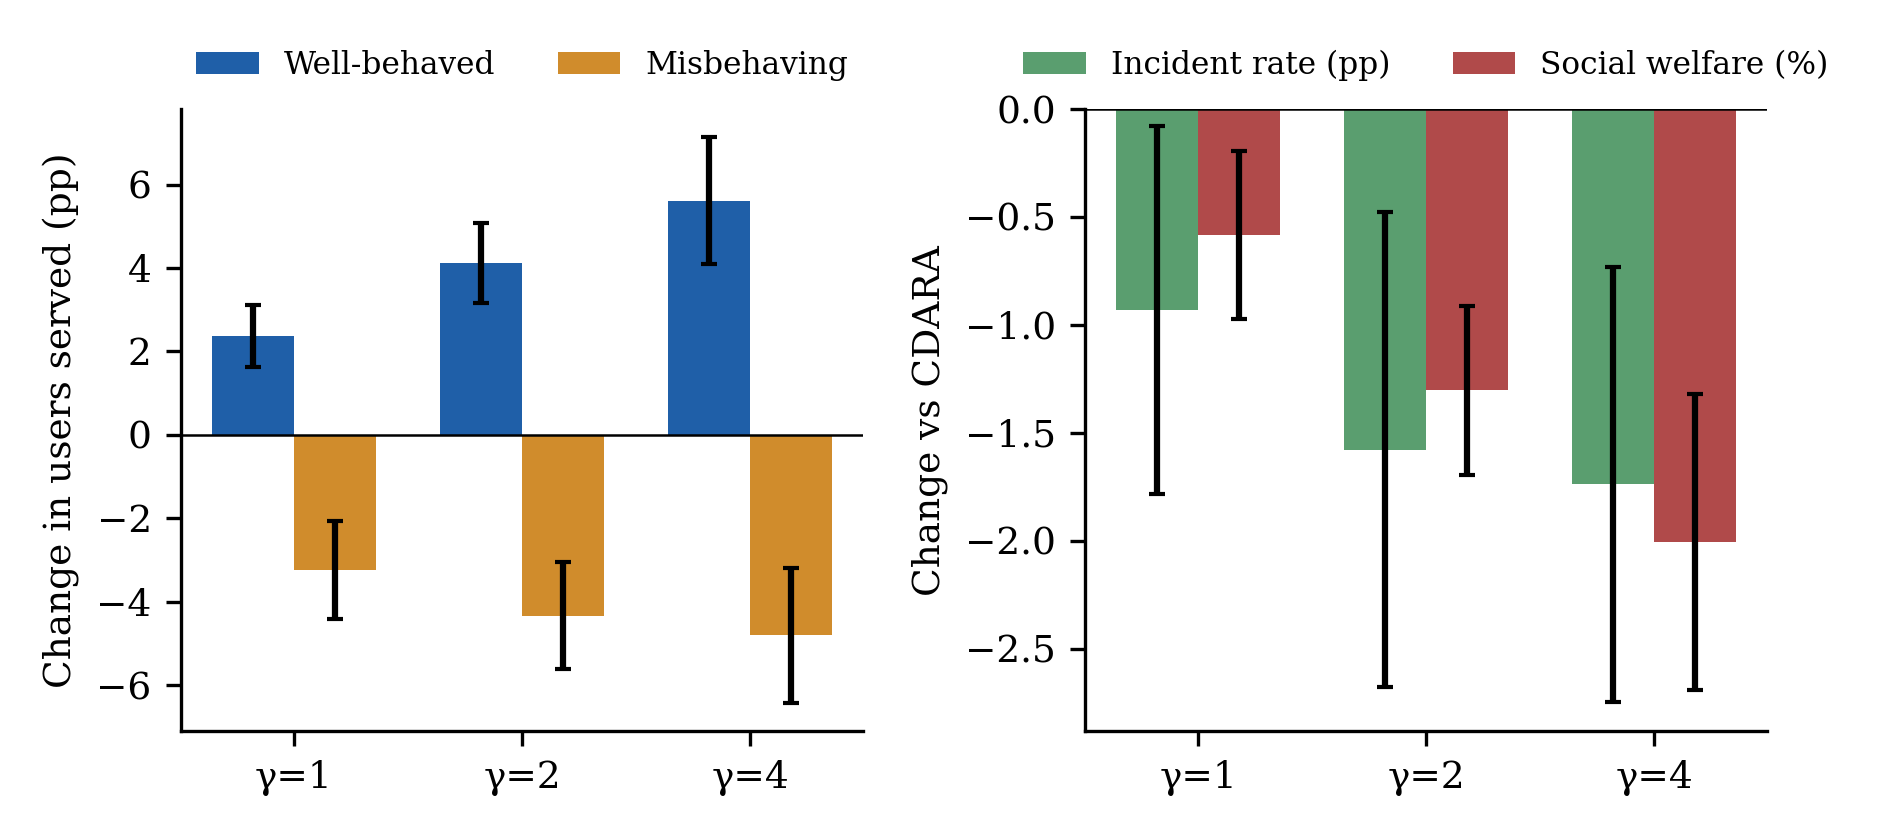 Well-behaved
Misbehaving
Change in users served (pp)
6
4
2
0
−2
−4
−6
γ=1
γ=2
γ=4
Incident rate (pp)
Social welfare (%)
Change vs CDARA
0.0
−0.5
−1.0
−1.5
−2.0
−2.5
γ=1
γ=2
γ=4